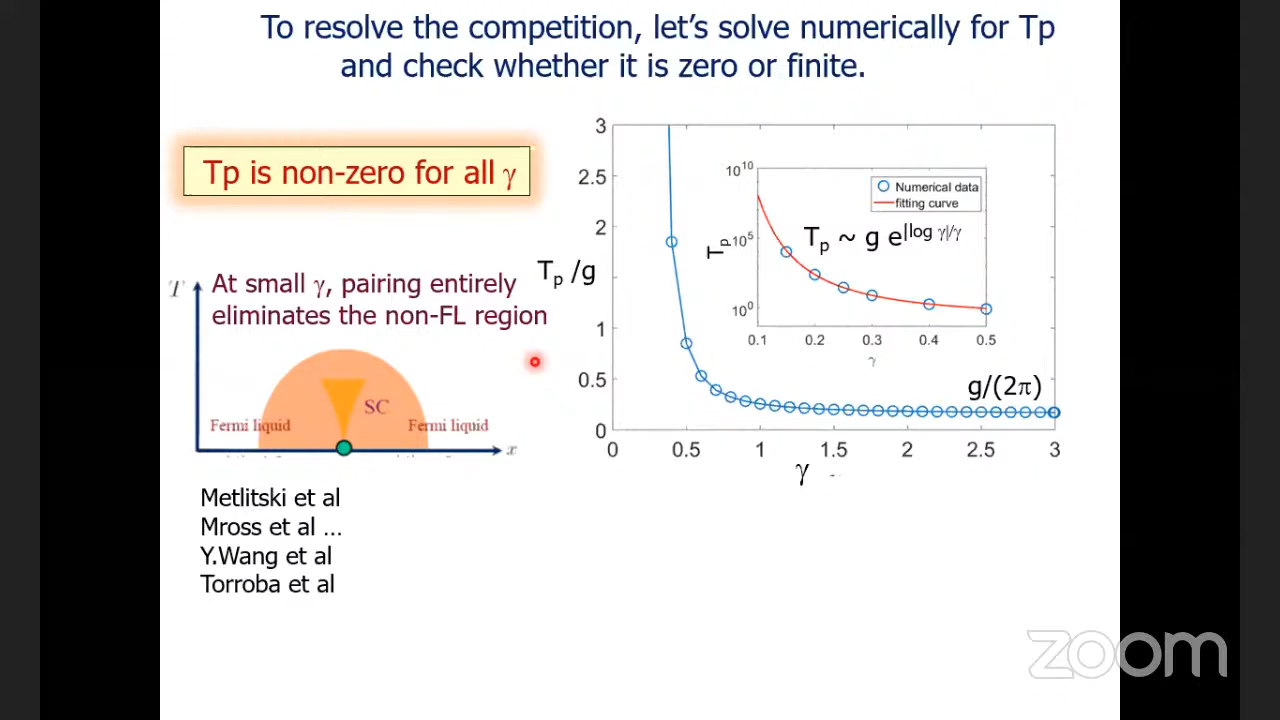 To resolve the competition, let's solve numerically for Tp
and check whether it is zero or finite.
Tp is non-zero for all γ
At small γ, pairing entirely
eliminates the non-FL region
T
SC
Fermi liquid
Fermi liquid
x
Metlitski et al
Mross et al ...
Y.Wang et al
Torroba et al
Tp /g
3
2.5
2
1
0.5
0
0 0.5 1 1.5 2 2.5 3
γ
g/(2π)
10^10
10^5
10^0
Tp
Numerical data
fitting curve
Tp ~ g e^|log γ|/γ
0.1 0.2 0.3 0.4 0.5
γ
zoom